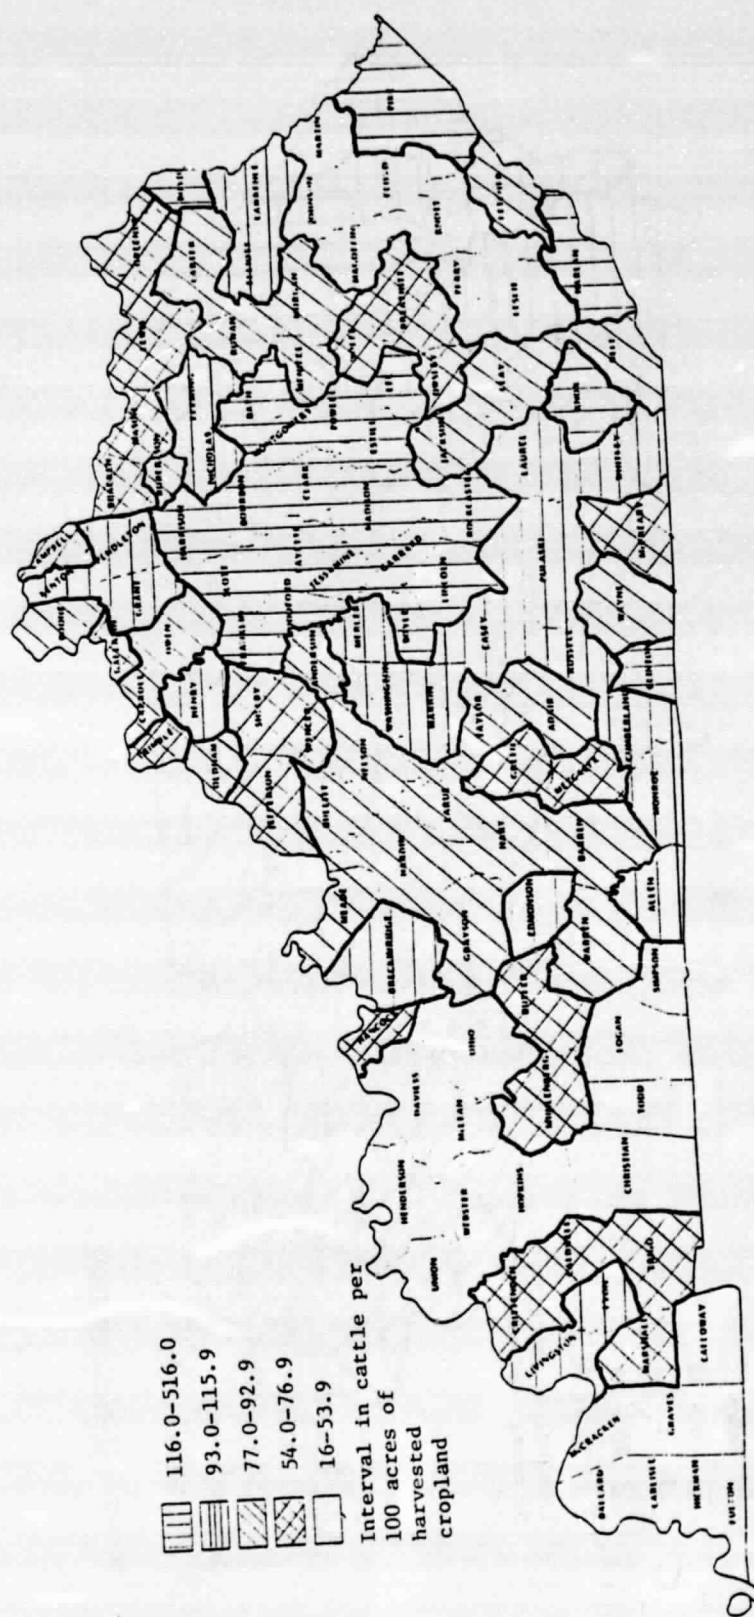 116.0-516.0
93.0-115.9
77.0-92.9
54.0-76.9
16-53.9
Interval in cattle per
100 acres of
harvested
cropland
FULTON
HICKMAN
CARLISLE
BALLARD
McCRACKEN
GRAVES
CALLOWAY
MARSHALL
LIVINGSTON
LYON
CRITTENDEN
CALDWELL
TRIGG
UNION
HENDERSON
WEBSTER
HOPKINS
CHRISTIAN
DAVIESS
McLEAN
MUHLENBERG
TODD
HANCOCK
OHIO
BUTLER
LOGAN
BRECKINRIDGE
GRAYSON
EDMONSON
WARREN
SIMPSON
ALLEN
MEADE
HARDIN
HART
BARREN
MONROE
LARUE
GREEN
METCALFE
CUMBERLAND
JEFFERSON
BULLITT
NELSON
TAYLOR
ADAIR
OLDHAM
SHELBY
SPENCER
WASHINGTON
MARION
CASEY
RUSSELL
CLINTON
TRIMBLE
CARROLL
HENRY
OWEN
FRANKLIN
ANDERSON
MERCER
BOYLE
LINCOLN
PULASKI
WAYNE
BOONE
KENTON
CAMPBELL
GRANT
PENDLETON
SCOTT
WOODFORD
JESSAMINE
GARRARD
ROCKCASTLE
McCREARY
BRACKEN
MASON
ROBERTSON
HARRISON
BOURBON
FAYETTE
CLARK
MADISON
ESTILL
JACKSON
LAUREL
WHITLEY
FLEMING
NICHOLAS
BATH
MONTGOMERY
POWELL
LEE
OWSLEY
CLAY
KNOX
BELL
LEWIS
GREENUP
ROWAN
MENIFEE
WOLFE
BREATHITT
PERRY
LESLIE
HARLAN
CARTER
ELLIOTT
LAWRENCE
MAGOFFIN
KNOTT
LETCHER
MARTIN
FLOYD
PIKE